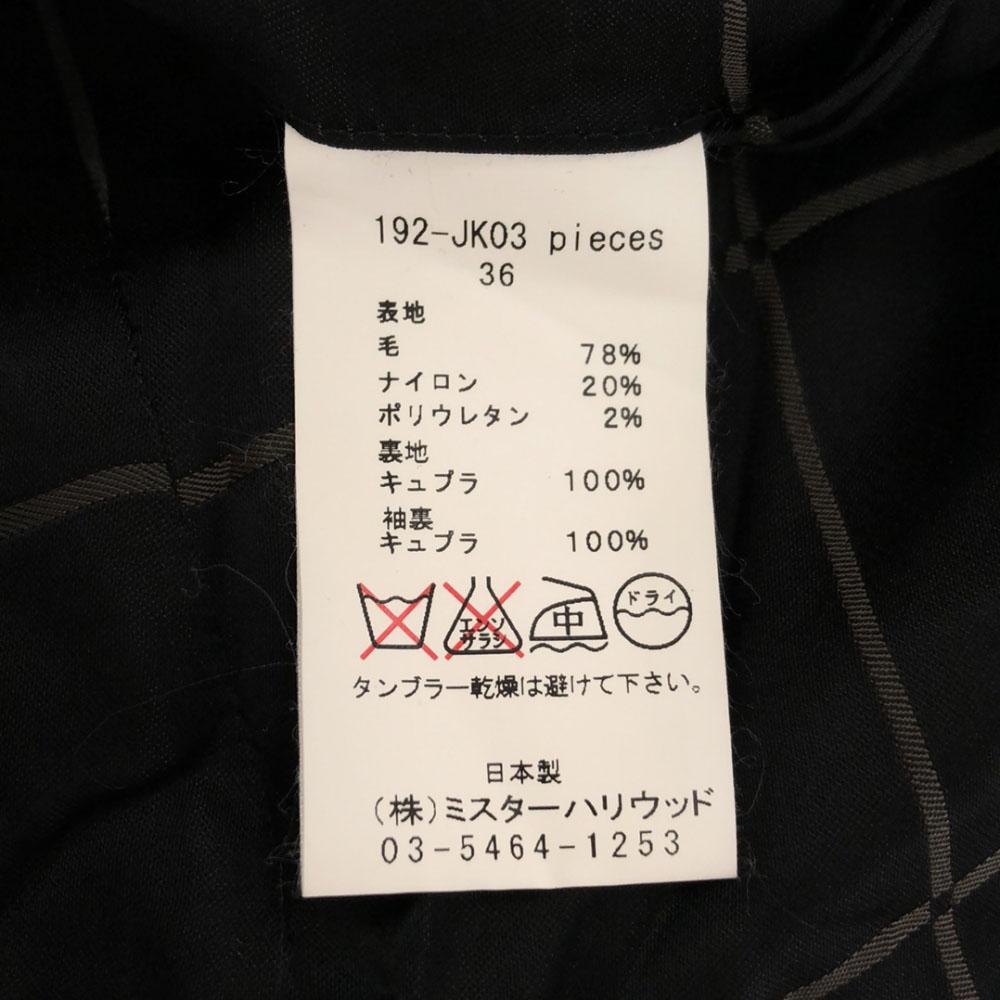 192-JK03 pieces
36
表地
毛 78%
ナイロン 20%
ポリウレタン 2%
裏地
キュプラ 100%
袖裏
キュプラ 100%
エンソ
サラシ
中
ドライ
タンブラー乾燥は避けて下さい。
日本製
(株)ミスターハリウッド
03-5464-1253